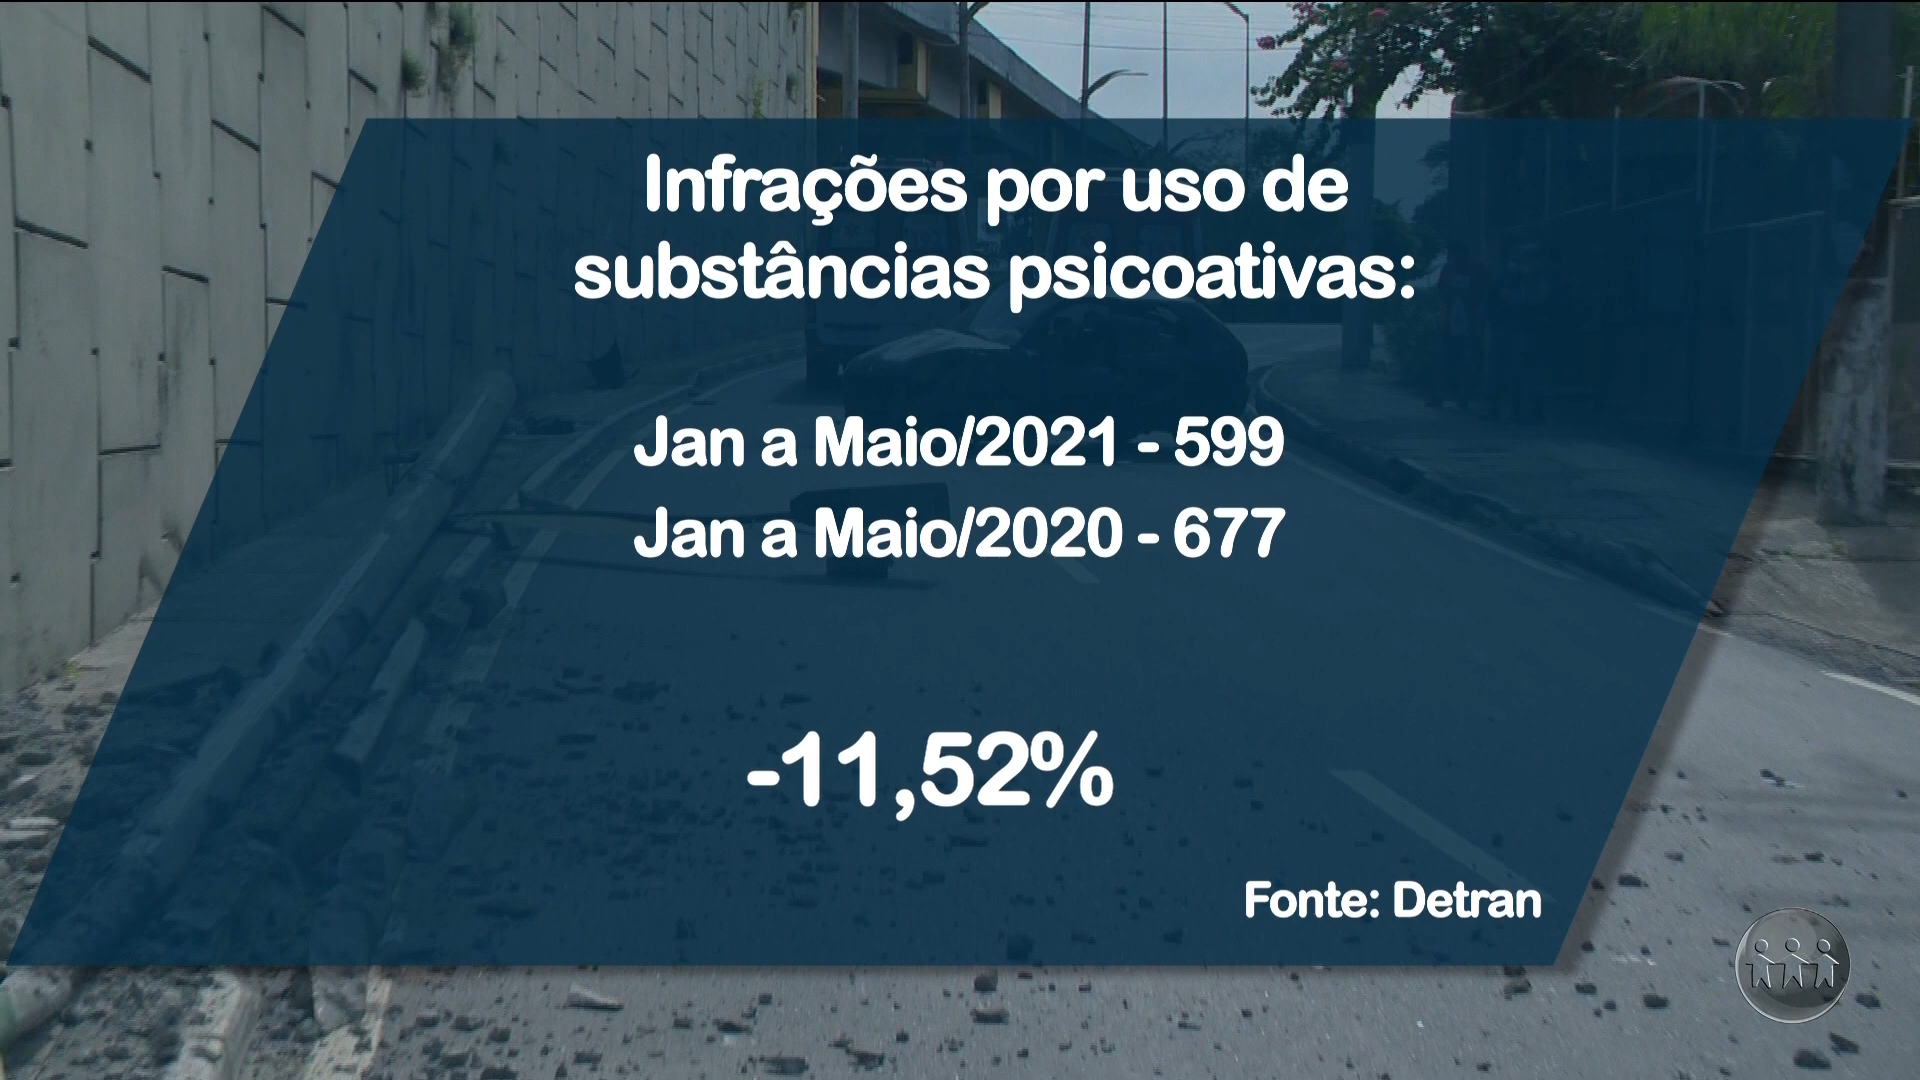 Infrações por uso de
substâncias psicoativas:
Jan a Maio/2021 - 599
Jan a Maio/2020 - 677
-11,52%
Fonte: Detran